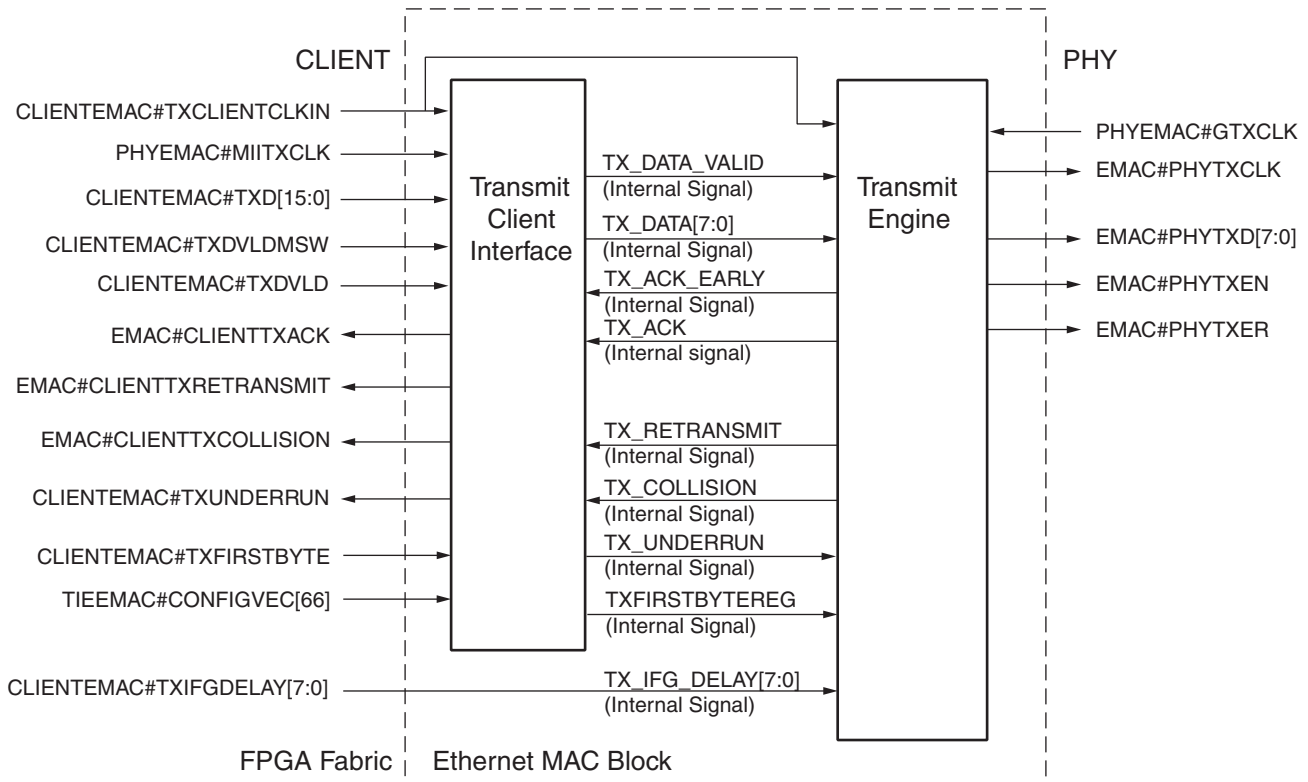 CLIENT
PHY
CLIENTEMAC#TXCLIENTCLKIN
PHYEMAC#MIITXCLK
CLIENTEMAC#TXD[15:0]
CLIENTEMAC#TXDVLDMSW
CLIENTEMAC#TXDVLD
EMAC#CLIENTTXACK
EMAC#CLIENTTXRETRANSMIT
EMAC#CLIENTTXCOLLISION
CLIENTEMAC#TXUNDERRUN
CLIENTEMAC#TXFIRSTBYTE
TIEEMAC#CONFIGVEC[66]
CLIENTEMAC#TXIFGDELAY[7:0]
Transmit
Client
Interface
TX_DATA_VALID
(Internal Signal)
TX_DATA[7:0]
(Internal Signal)
TX_ACK_EARLY
(Internal Signal)
TX_ACK
(Internal signal)
TX_RETRANSMIT
(Internal Signal)
TX_COLLISION
(Internal Signal)
TX_UNDERRUN
(Internal Signal)
TXFIRSTBYTEREG
(Internal Signal)
TX_IFG_DELAY[7:0]
(Internal Signal)
Transmit
Engine
PHYEMAC#GTXCLK
EMAC#PHYTXCLK
EMAC#PHYTXD[7:0]
EMAC#PHYTXEN
EMAC#PHYTXER
FPGA Fabric
Ethernet MAC Block